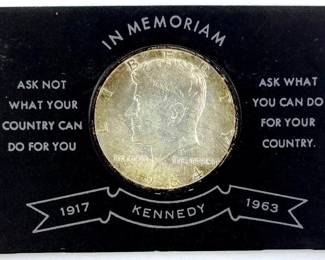 IN MEMORIAM
ASK NOT
WHAT YOUR
COUNTRY CAN
DO FOR YOU
LIBERTY
ASK WHAT
YOU CAN DO
FOR YOUR
COUNTRY.
1917 KENNEDY 1963